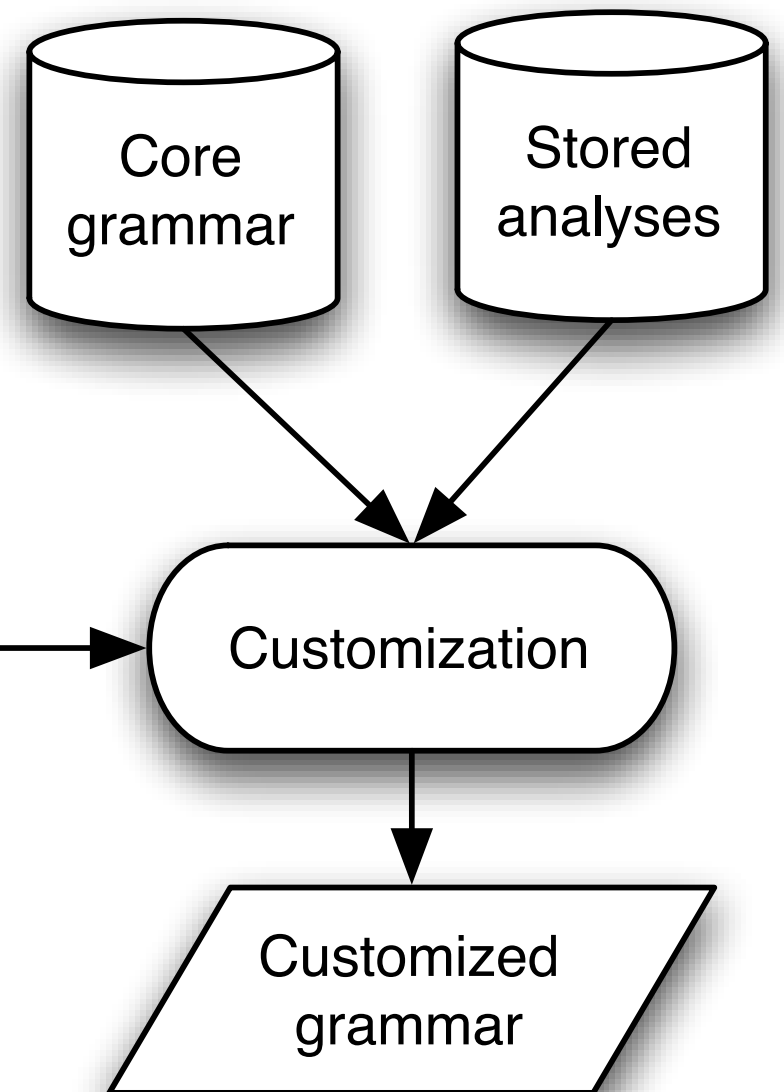 Core
grammar
Stored
analyses
Customization
Customized
grammar